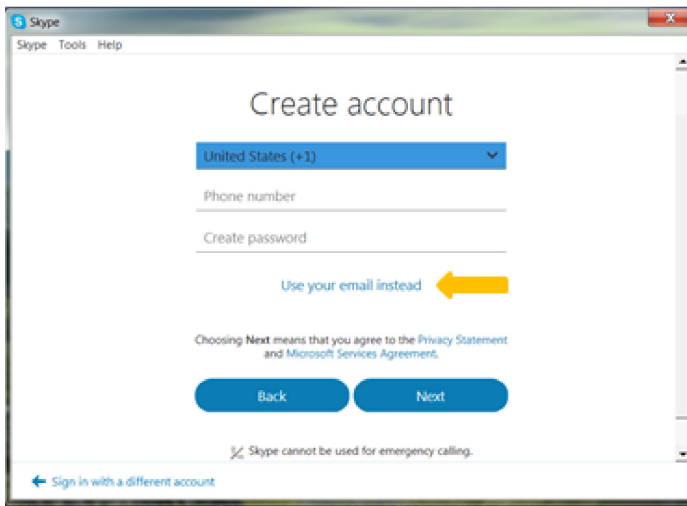 Skype
Skype Tools Help
Create account
United States (+1)
Phone number
Create password
Use your email instead
Choosing Next means that you agree to the Privacy Statement
and Microsoft Services Agreement.
Back Next
Skype cannot be used for emergency calling.
Sign in with a different account